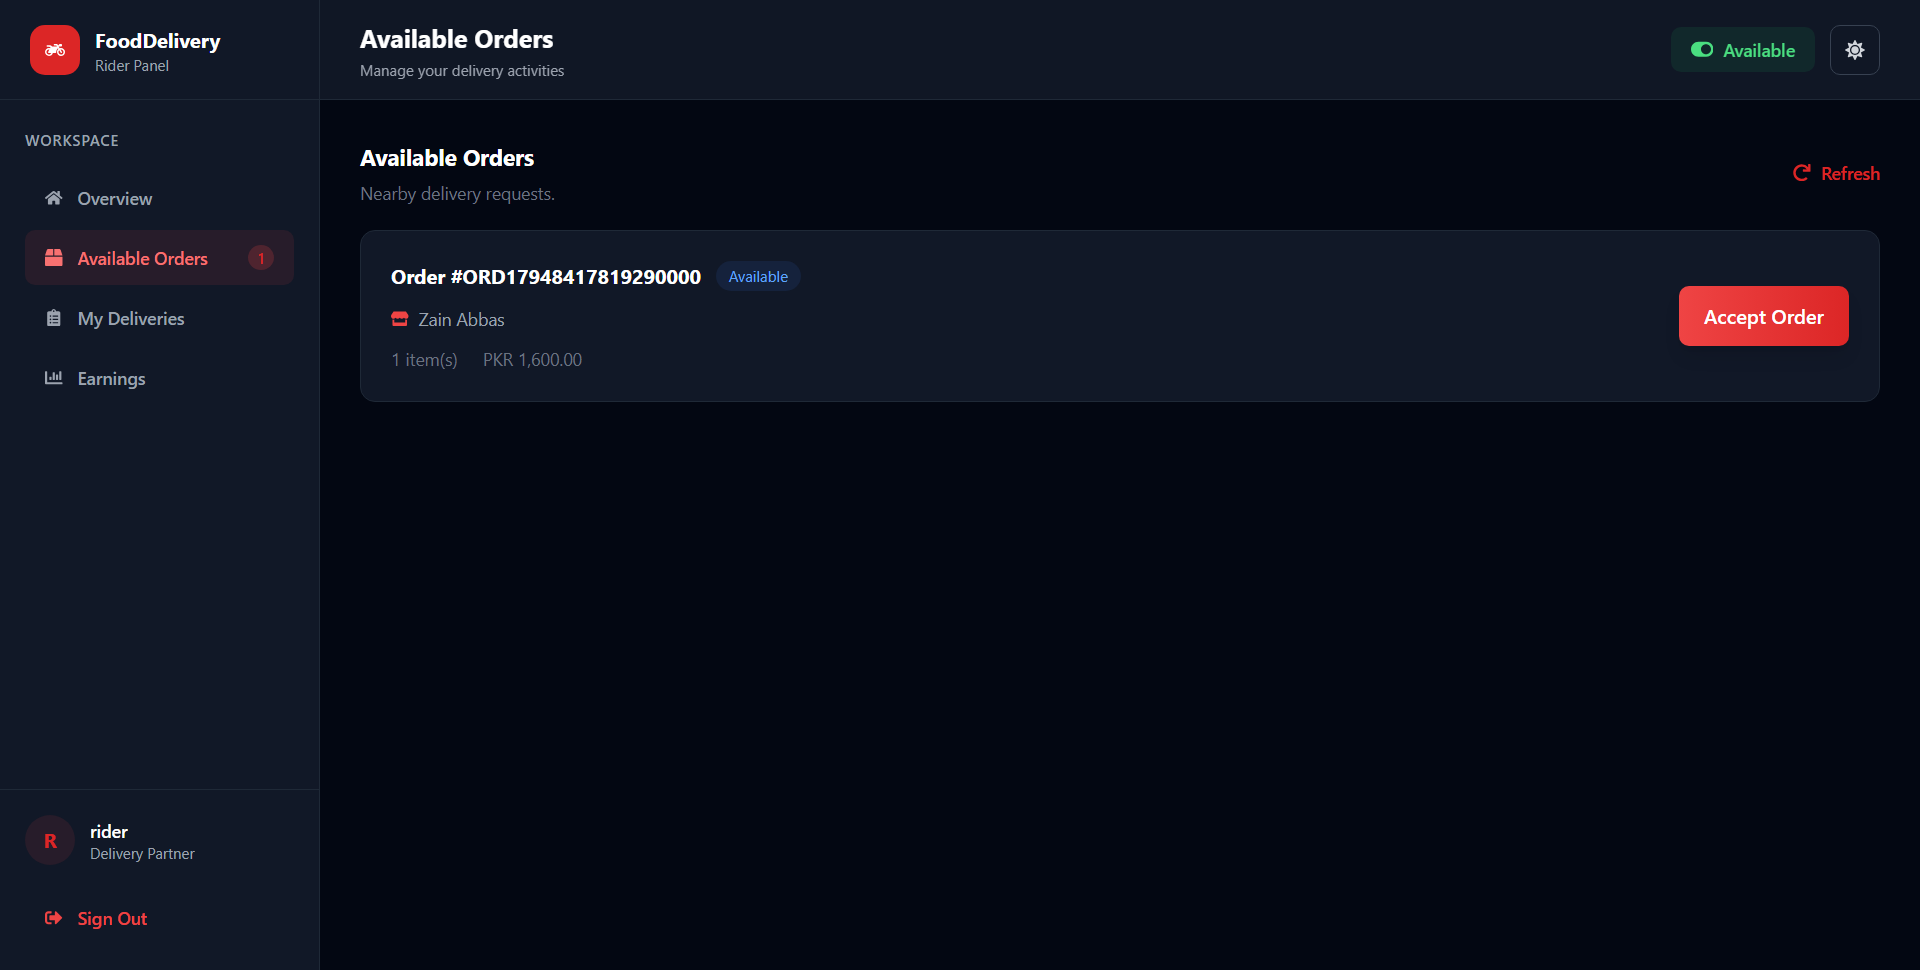 FoodDelivery
Rider Panel
WORKSPACE
Overview
Available Orders 1
My Deliveries
Earnings
R
rider
Delivery Partner
Sign Out
Available Orders
Manage your delivery activities
Available
Available Orders
Nearby delivery requests.
Refresh
Order #ORD17948417819290000 Available
Zain Abbas
1 item(s) PKR 1,600.00
Accept Order